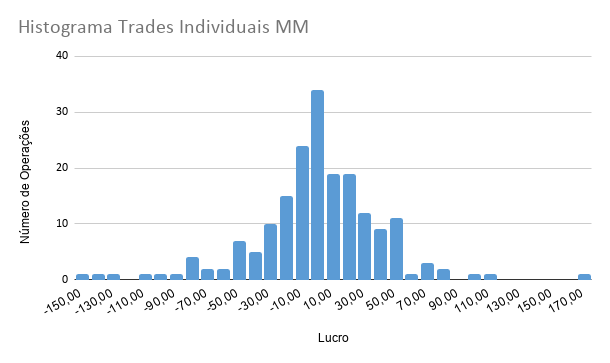 Histograma Trades Individuais MM
40
30
20
10
0
Número de Operações
-150,00 -130,00 -110,00 -90,00 -70,00 -50,00 -30,00 -10,00 10,00 30,00 50,00 70,00 90,00 110,00 130,00 150,00 170,00
Lucro